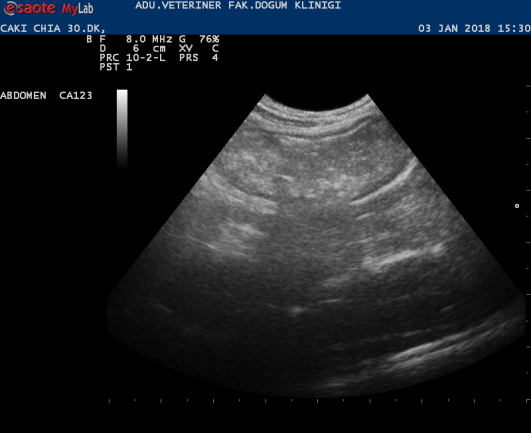 esaote MyLab
ADU.VETERINER FAK.DOGUM KLINIGI
CAKI CHIA 30.DK,
03 JAN 2018 15:30
B F 8.0 MHz G 76%
D 6 cm XV C
PRC 10-2-L PRS 4
PST 1
ABDOMEN CA123